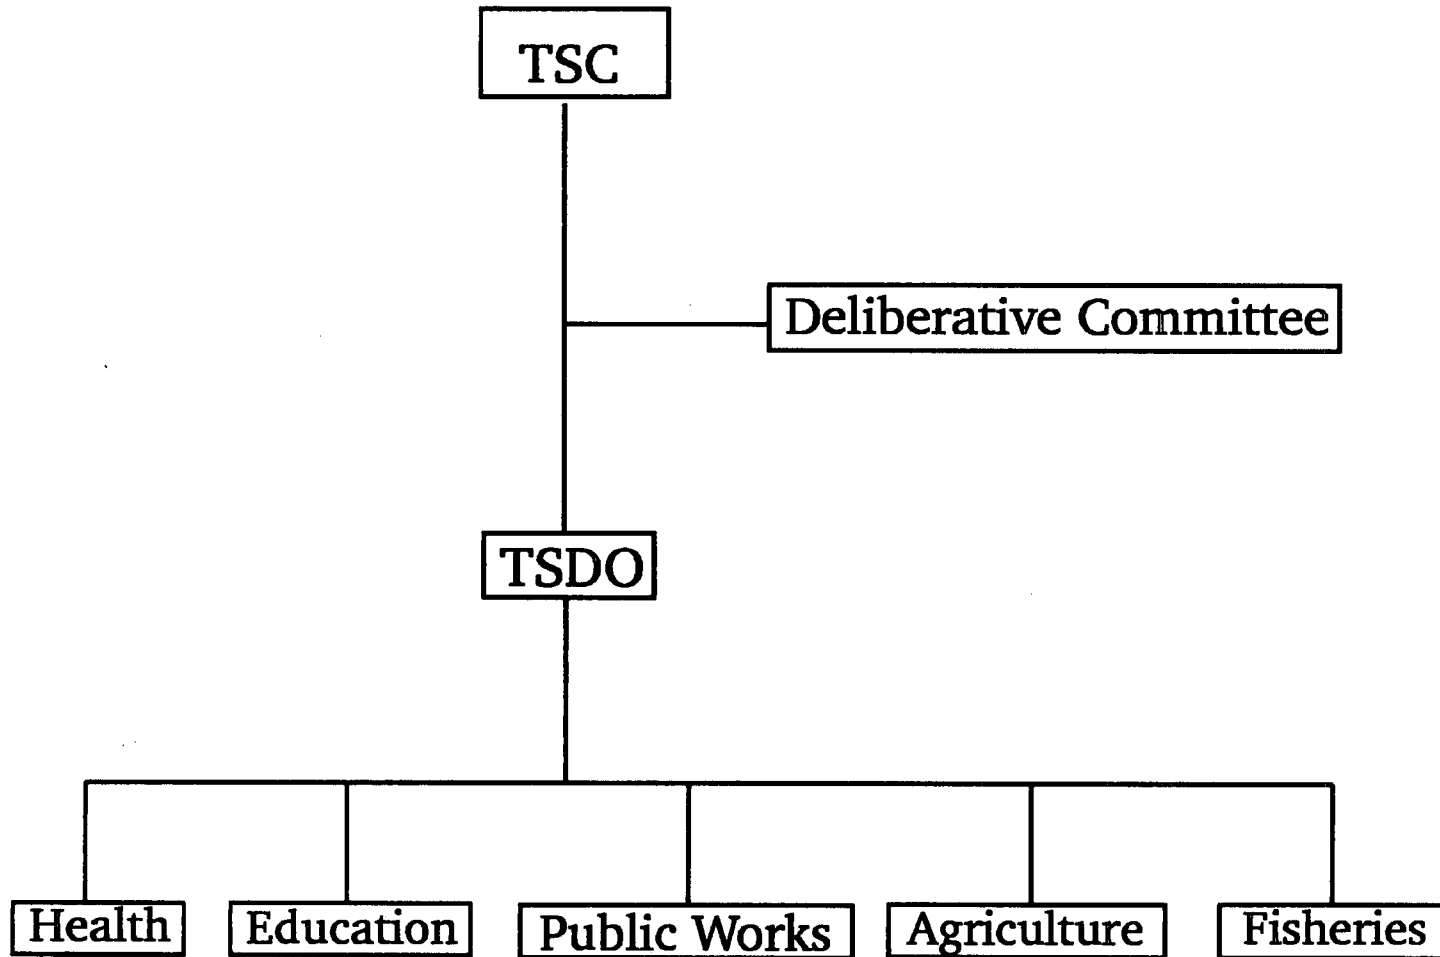 TSC
Deliberative Committee
TSDO
Health
Education
Public Works
Agriculture
Fisheries